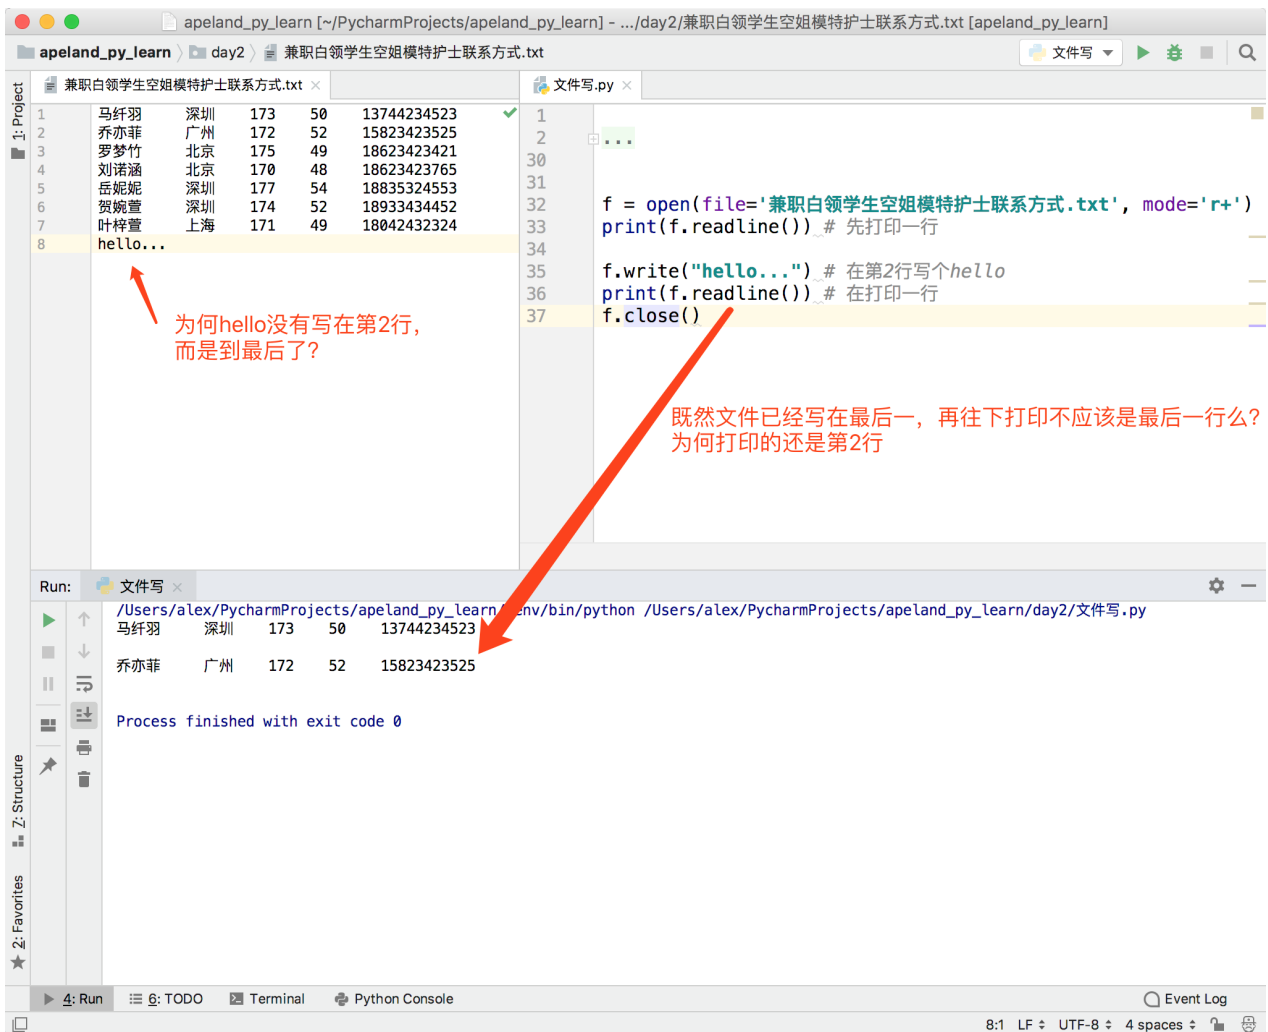 apeland_py_learn [~/PycharmProjects/apeland_py_learn] - .../day2/兼职白领学生空姐模特护士联系方式.txt [apeland_py_learn]
apeland_py_learn day2 兼职白领学生空姐模特护士联系方式.txt 文件写
1: Project
兼职白领学生空姐模特护士联系方式.txt
1 马纤羽 深圳 173 50 13744234523
2 乔亦菲 广州 172 52 15823423525
3 罗梦竹 北京 175 49 18623423421
4 刘诺涵 北京 170 48 18623423765
5 岳妮妮 深圳 177 54 18835324553
6 贺婉萱 深圳 174 52 18933434452
7 叶梓萱 上海 171 49 18042432324
8 hello...
为何hello没有写在第2行,
而是到最后了?
文件写.py
1
2 ...
30
31
32 f = open(file='兼职白领学生空姐模特护士联系方式.txt', mode='r+')
33 print(f.readline()) # 先打印一行
34
35 f.write("hello...") # 在第2行写个hello
36 print(f.readline()) # 在打印一行
37 f.close()
既然文件已经写在最后一，再往下打印不应该是最后一行么?
为何打印的还是第2行
Run: 文件写
/Users/alex/PycharmProjects/apeland_py_learn/venv/bin/python /Users/alex/PycharmProjects/apeland_py_learn/day2/文件写.py
马纤羽 深圳 173 50 13744234523
乔亦菲 广州 172 52 15823423525
Process finished with exit code 0
Z: Structure
2: Favorites
4: Run 6: TODO Terminal Python Console Event Log
8:1 LF UTF-8 4 spaces